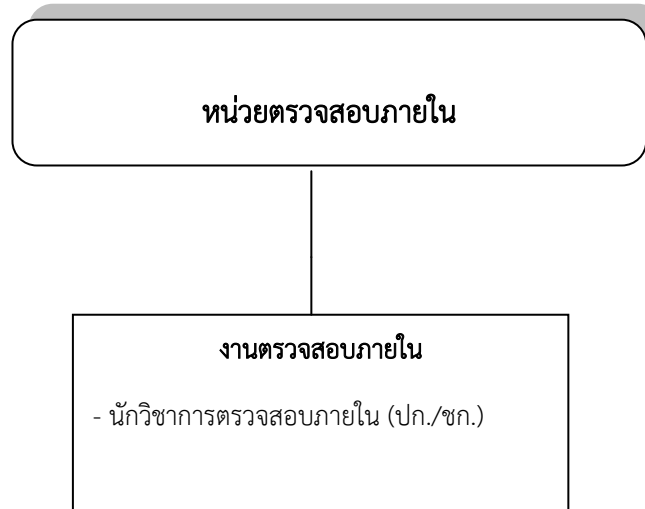 หน่วยตรวจสอบภายใน
งานตรวจสอบภายใน
- นักวิชาการตรวจสอบภายใน (ปก./ชก.)